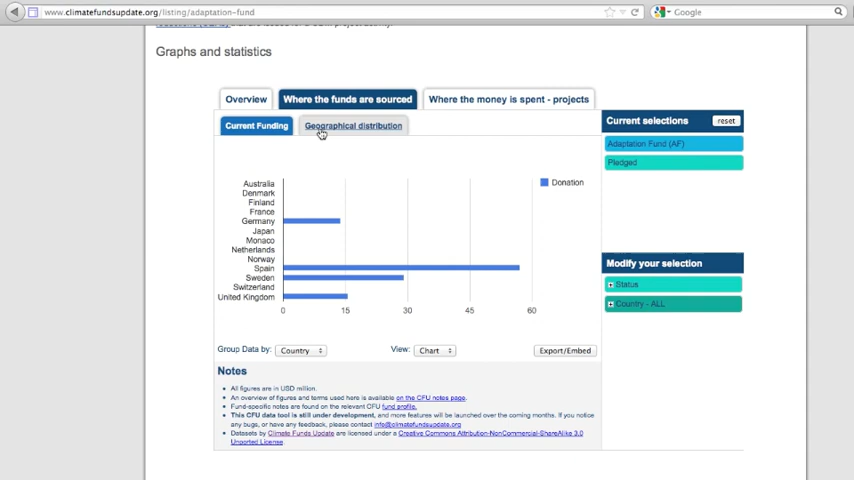 www.climatefundsupdate.org/listing/adaptation-fund
Google
Graphs and statistics
Overview
Where the funds are sourced
Where the money is spent - projects
Current Funding
Geographical distribution
Current selections
reset
Adaptation Fund (AF)
Pledged
Donation
Australia
Denmark
Finland
France
Germany
Japan
Monaco
Netherlands
Norway
Spain
Sweden
Switzerland
United Kingdom
0 15 30 45 60
Modify your selection
Status
Country - ALL
Group Data by: Country
View: Chart
Export/Embed
Notes
All figures are in USD million.
An overview of figures and terms used here is available on the CFU notes page.
Fund-specific notes are found on the relevant CFU fund profile.
This CFU data tool is still under development, and more features will be launched over the coming months. If you notice
any bugs, or have any feedback, please contact info@climatefundsupdate.org
Datasets by Climate Funds Update are licensed under a Creative Commons Attribution-NonCommercial-ShareAlike 3.0
Unported License.